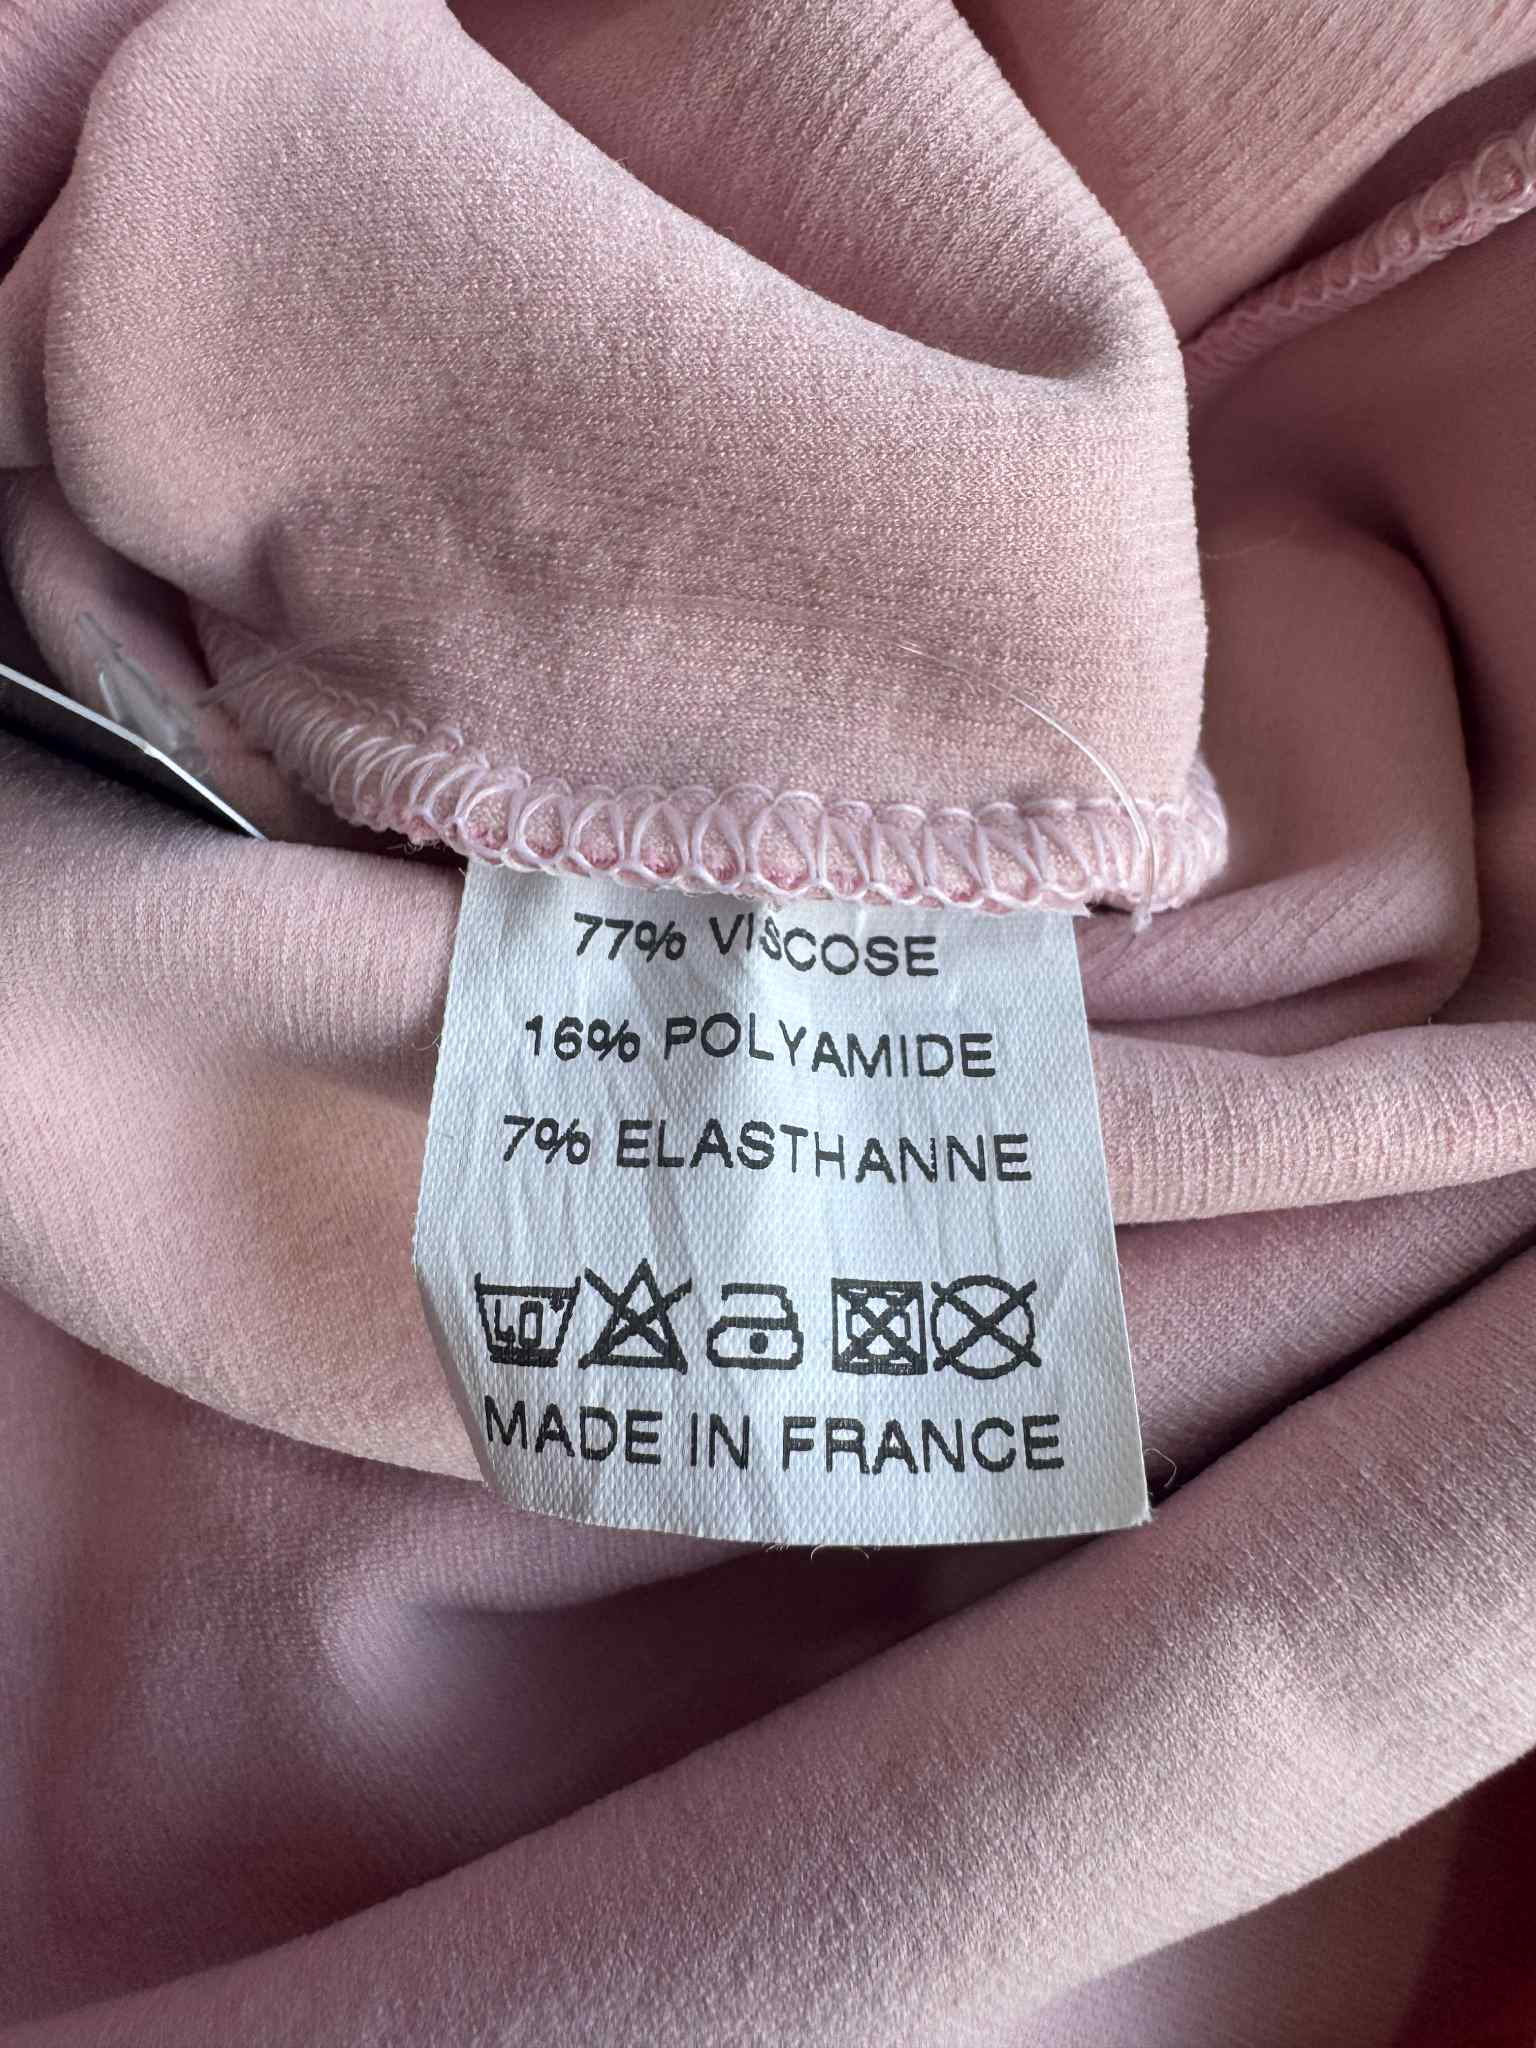 77% VISCOSE
16% POLYAMIDE
7% ELASTHANNE
40°
MADE IN FRANCE